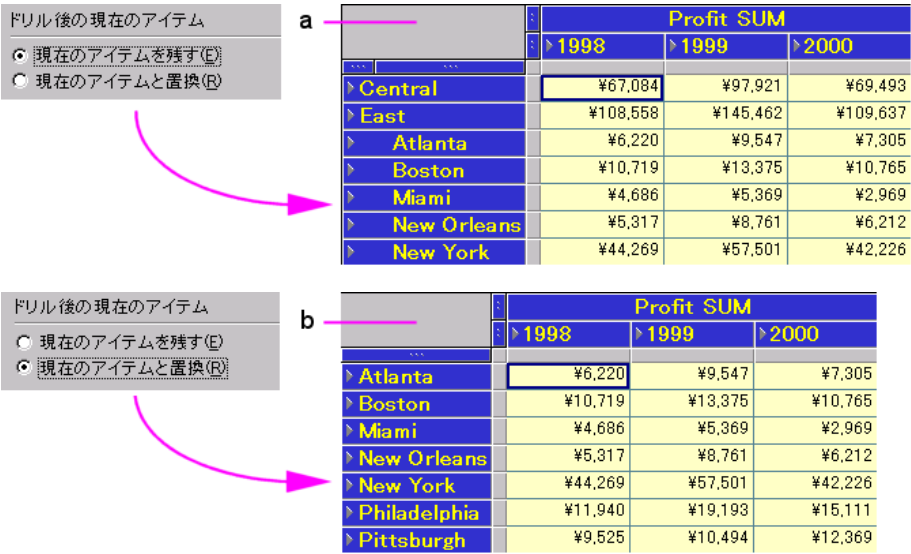 ドリル後の現在のアイテム
現在のアイテムを残す(E)
現在のアイテムと置換(R)
a
Profit SUM
1998 1999 2000
Central ¥67,084 ¥97,921 ¥69,493
East ¥108,558 ¥145,462 ¥109,637
Atlanta ¥6,220 ¥9,547 ¥7,305
Boston ¥10,719 ¥13,375 ¥10,765
Miami ¥4,686 ¥5,369 ¥2,969
New Orleans ¥5,317 ¥8,761 ¥6,212
New York ¥44,269 ¥57,501 ¥42,226
ドリル後の現在のアイテム
現在のアイテムを残す(E)
現在のアイテムと置換(R)
b
Profit SUM
1998 1999 2000
Atlanta ¥6,220 ¥9,547 ¥7,305
Boston ¥10,719 ¥13,375 ¥10,765
Miami ¥4,686 ¥5,369 ¥2,969
New Orleans ¥5,317 ¥8,761 ¥6,212
New York ¥44,269 ¥57,501 ¥42,226
Philadelphia ¥11,940 ¥19,193 ¥15,111
Pittsburgh ¥9,525 ¥10,494 ¥12,369